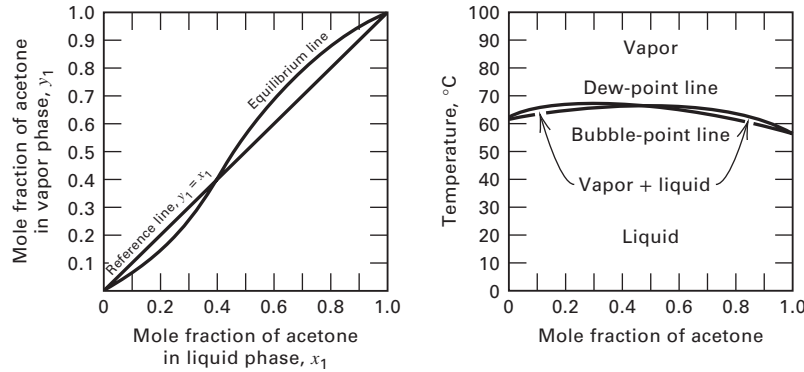 Mole fraction of acetone
in vapor phase, y₁
1.0
0.9
0.8
0.7
0.6
0.5
0.4
0.3
0.2
0.1
Equilibrium line
Reference line, y₁ = x₁
0 0.2 0.4 0.6 0.8 1.0
Mole fraction of acetone
in liquid phase, x₁
Temperature, °C
100
90
80
70
60
50
40
30
20
10
0
Vapor
Dew-point line
Bubble-point line
Vapor + liquid
Liquid
0 0.2 0.4 0.6 0.8 1.0
Mole fraction of acetone